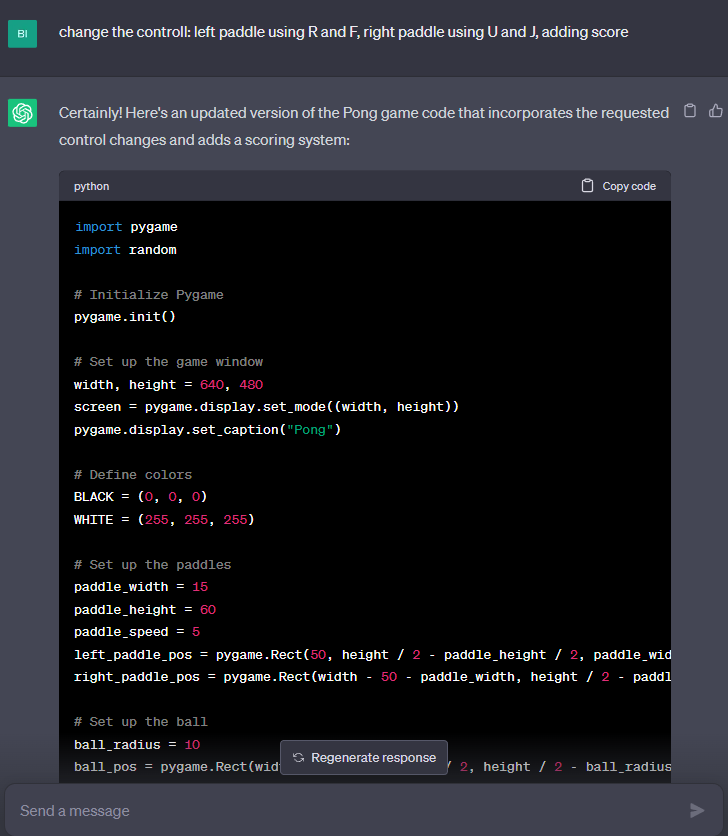 BI
change the controll: left paddle using R and F, right paddle using U and J, adding score
Certainly! Here's an updated version of the Pong game code that incorporates the requested
control changes and adds a scoring system:
python
Copy code
import pygame
import random
# Initialize Pygame
pygame.init()
# Set up the game window
width, height = 640, 480
screen = pygame.display.set_mode((width, height))
pygame.display.set_caption("Pong")
# Define colors
BLACK = (0, 0, 0)
WHITE = (255, 255, 255)
# Set up the paddles
paddle_width = 15
paddle_height = 60
paddle_speed = 5
left_paddle_pos = pygame.Rect(50, height / 2 - paddle_height / 2, paddle_wid
right_paddle_pos = pygame.Rect(width - 50 - paddle_width, height / 2 - paddl
# Set up the ball
ball_radius = 10
Regenerate response
ball_pos = pygame.Rect(wid / 2, height / 2 - ball_radius
Send a message